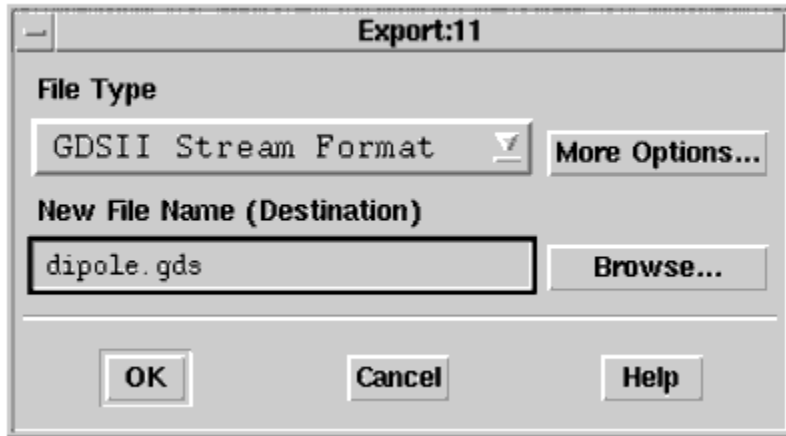 Export:11
File Type
GDSII Stream Format
More Options...
New File Name (Destination)
dipole.gds
Browse...
OK
Cancel
Help